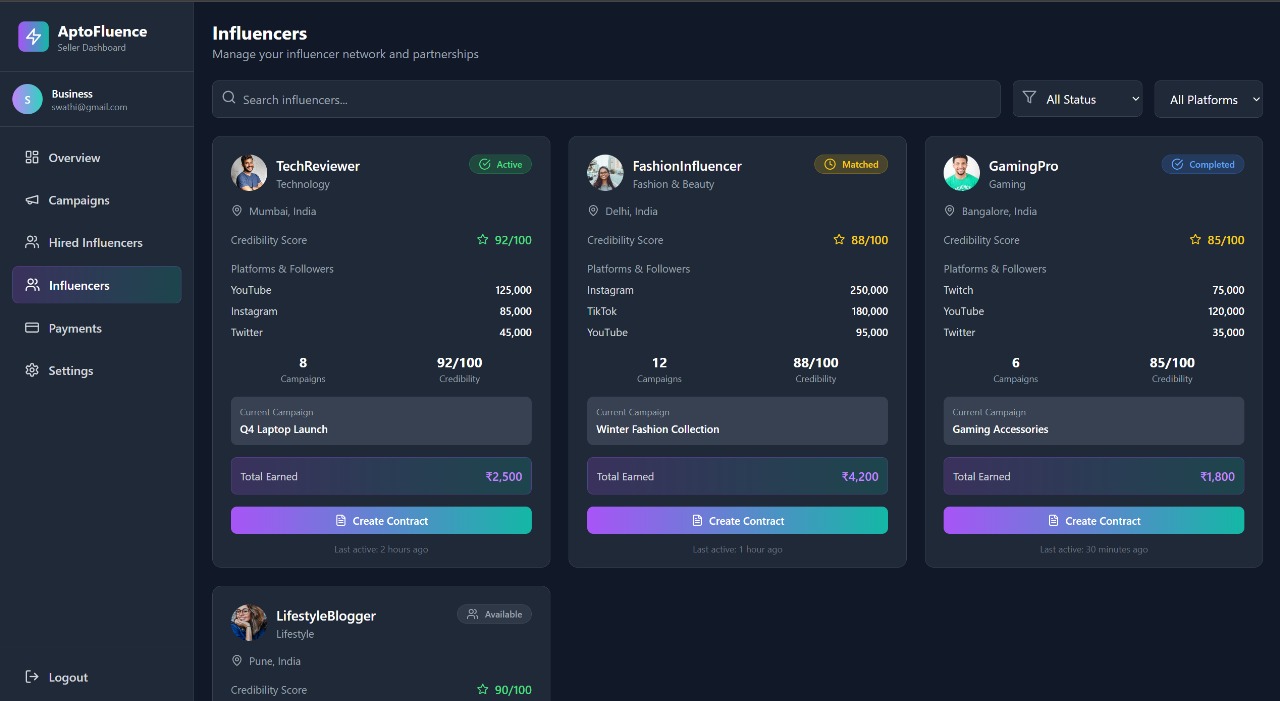 AptoFluence
Seller Dashboard
S
Business
swathi@gmail.com
Overview
Campaigns
Hired Influencers
Influencers
Payments
Settings
Logout
Influencers
Manage your influencer network and partnerships
Search influencers...
All Status
All Platforms
TechReviewer
Technology
Active
Mumbai, India
Credibility Score 92/100
Platforms & Followers
YouTube 125,000
Instagram 85,000
Twitter 45,000
8 92/100
Campaigns Credibility
Current Campaign
Q4 Laptop Launch
Total Earned ₹2,500
Create Contract
Last active: 2 hours ago
FashionInfluencer
Fashion & Beauty
Matched
Delhi, India
Credibility Score 88/100
Platforms & Followers
Instagram 250,000
TikTok 180,000
YouTube 95,000
12 88/100
Campaigns Credibility
Current Campaign
Winter Fashion Collection
Total Earned ₹4,200
Create Contract
Last active: 1 hour ago
GamingPro
Gaming
Completed
Bangalore, India
Credibility Score 85/100
Platforms & Followers
Twitch 75,000
YouTube 120,000
Twitter 35,000
6 85/100
Campaigns Credibility
Current Campaign
Gaming Accessories
Total Earned ₹1,800
Create Contract
Last active: 30 minutes ago
LifestyleBlogger
Lifestyle
Available
Pune, India
Credibility Score 90/100